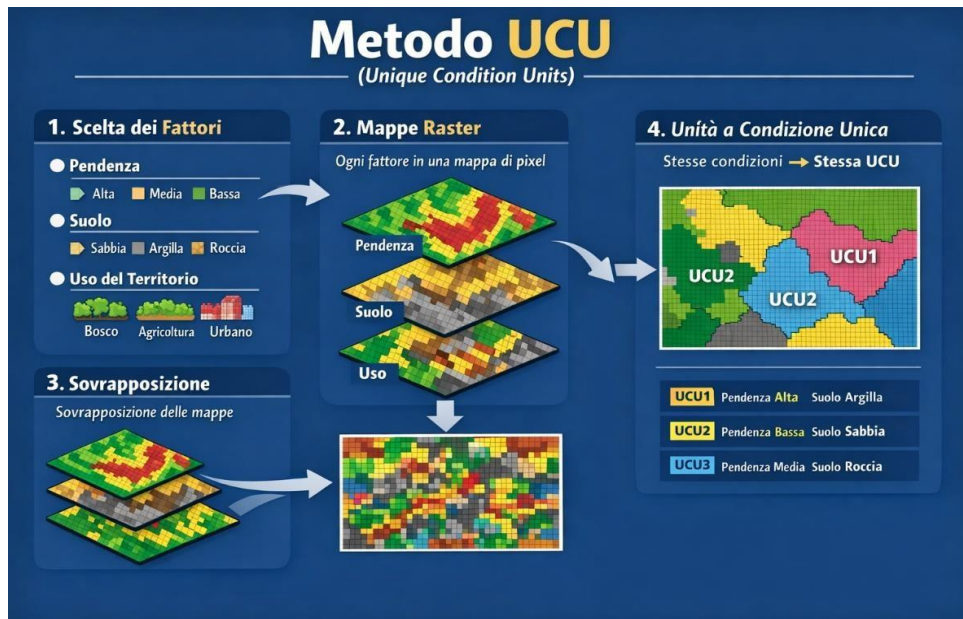 Metodo UCU
(Unique Condition Units)
1. Scelta dei Fattori
Pendenza
Alta Media Bassa
Suolo
Sabbia Argilla Roccia
Uso del Territorio
Bosco Agricoltura Urbano
2. Mappe Raster
Ogni fattore in una mappa di pixel
Pendenza
Suolo
Uso
3. Sovrapposizione
Sovrapposizione delle mappe
4. Unità a Condizione Unica
Stesse condizioni → Stessa UCU
UCU1
UCU2
UCU2
UCU1 Pendenza Alta Suolo Argilla
UCU2 Pendenza Bassa Suolo Sabbia
UCU3 Pendenza Media Suolo Roccia